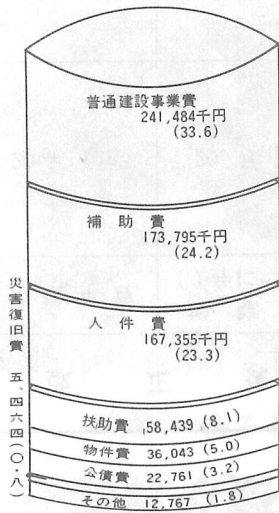 普通建設事業費
241,484千円
(33.6)
補助費
173,795千円
(24.2)
人件費
167,355千円
(23.3)
扶助費 58,439 (8.1)
物件費 36,043 (5.0)
公債費 22,761 (3.2)
その他 12,767 (1.8)
災害復旧費 五、四六四(〇・八)